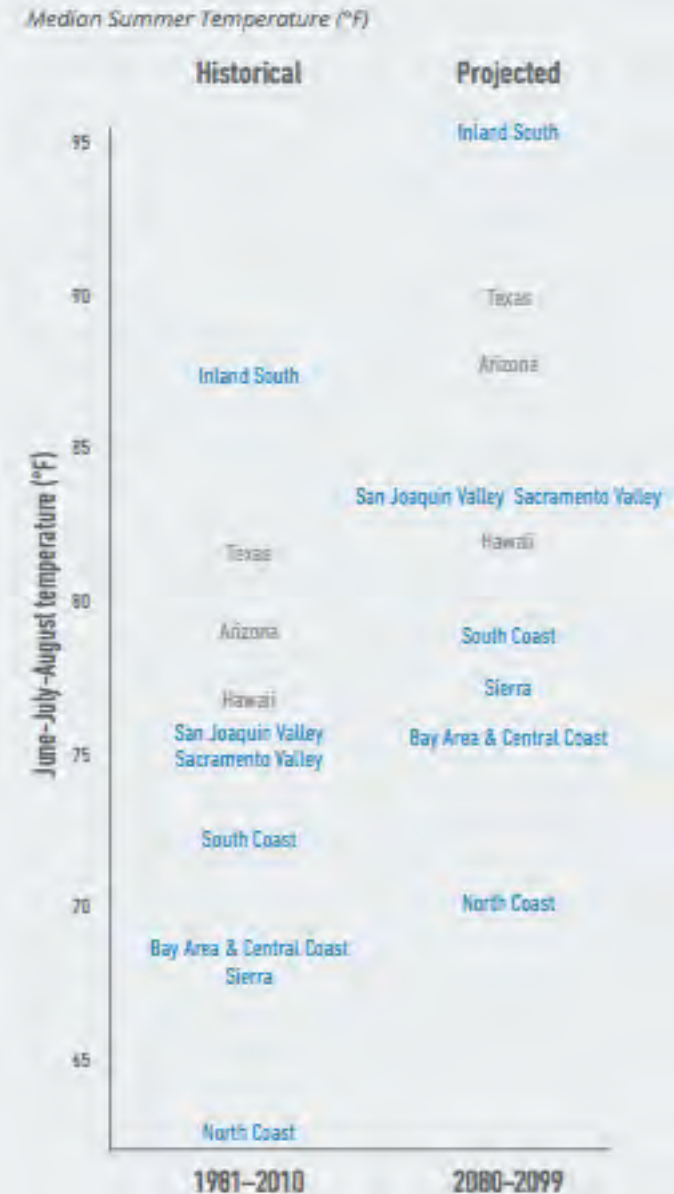 Median Summer Temperature (°F)
Historical
Projected
June-July-August temperature (°F)
95
90
85
80
75
70
65
Inland South
Texas
Arizona
Hawaii
San Joaquin Valley
Sacramento Valley
South Coast
Bay Area & Central Coast
Sierra
North Coast
Inland South
Texas
Arizona
San Joaquin Valley Sacramento Valley
Hawaii
South Coast
Sierra
Bay Area & Central Coast
North Coast
1981–2010
2080–2099